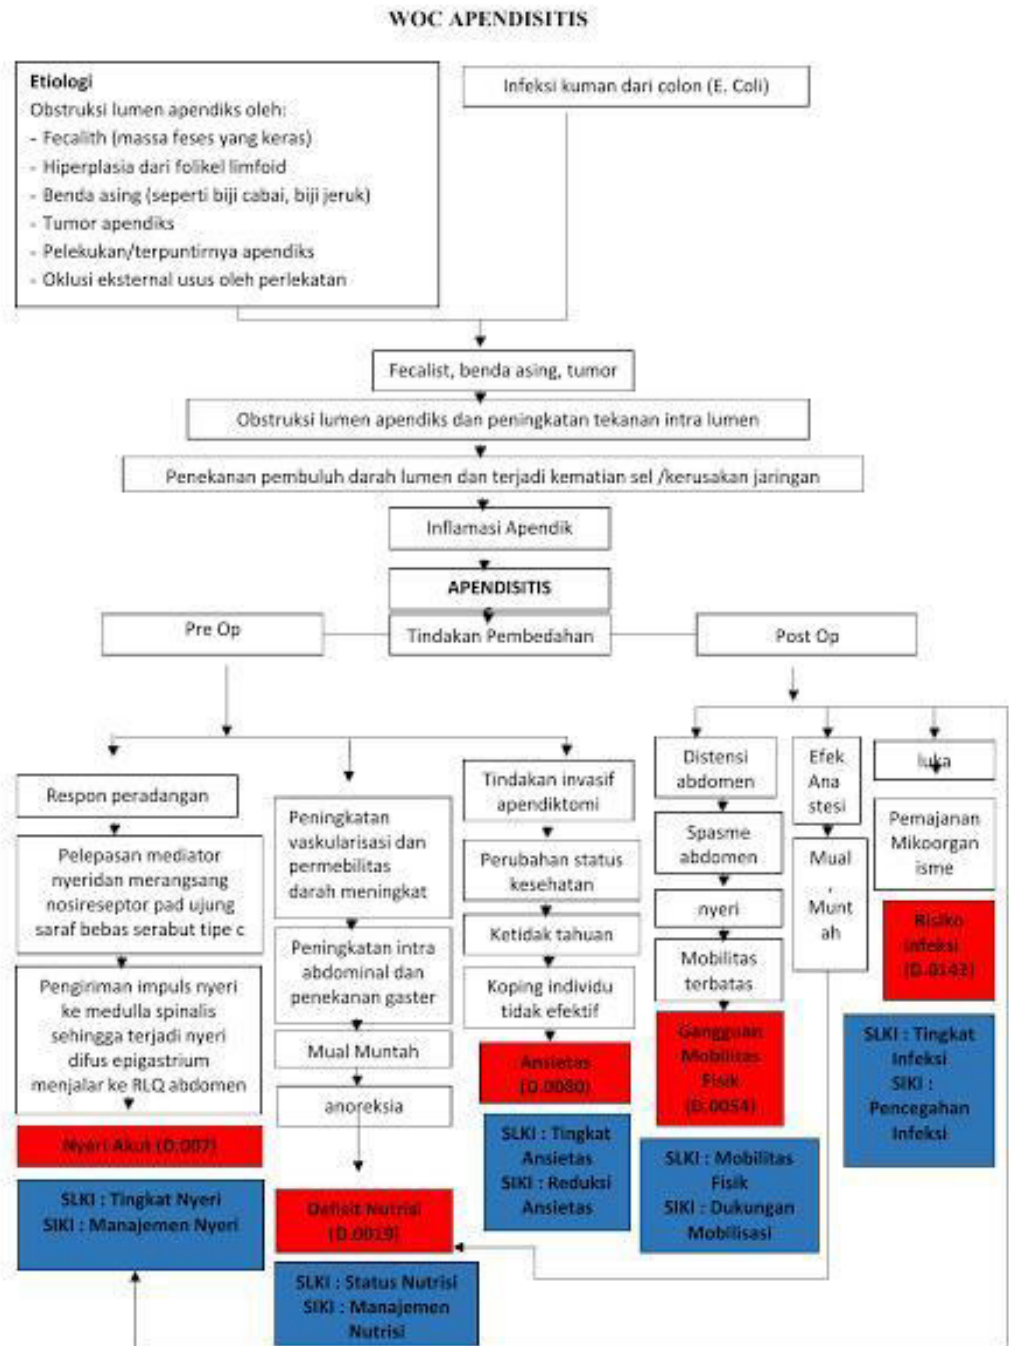 WOC APENDISITIS
Etiologi
Obstruksi lumen apendiks oleh:
- Fecalith (massa feses yang keras)
- Hiperplasia dari folikel limfoid
- Benda asing (seperti biji cabai, biji jeruk)
- Tumor apendiks
- Pelekukan/terpuntirnya apendiks
- Oklusi eksternal usus oleh perlekatan
Infeksi kuman dari colon (E. Coli)
Fecalist, benda asing, tumor
Obstruksi lumen apendiks dan peningkatan tekanan intra lumen
Penekanan pembuluh darah lumen dan terjadi kematian sel /kerusakan jaringan
Inflamasi Apendik
APENDISITIS
Pre Op
Tindakan Pembedahan
Post Op
Respon peradangan
Pelepasan mediator
nyeridan merangsang
nosireseptor pad ujung
saraf bebas serabut tipe c
Pengiriman impuls nyeri
ke medulla spinalis
sehingga terjadi nyeri
difus epigastrium
menjalar ke RLQ abdomen
Nyeri Akut (D.007)
SLKI : Tingkat Nyeri
SIKI : Manajemen Nyeri
Peningkatan
vaskularisasi dan
permebilitas
darah meningkat
Peningkatan intra
abdominal dan
penekanan gaster
Mual Muntah
anoreksia
Defisit Nutrisi
(D.0019)
SLKI : Status Nutrisi
SIKI : Manajemen
Nutrisi
Tindakan invasif
apendiktomi
Perubahan status
kesehatan
Ketidak tahuan
Koping individu
tidak efektif
Ansietas
(D.0080)
SLKI : Tingkat
Ansietas
SIKI : Reduksi
Ansietas
Distensi
abdomen
Spasme
abdomen
nyeri
Mobilitas
terbatas
Gangguan
Mobilitas
Fisik
(D.0054)
SLKI : Mobilitas
Fisik
SIKI : Dukungan
Mobilisasi
Efek
Ana
stesi
Mual
,
Munt
ah
luka
Pemajanan
Mikoorgan
isme
Risiko
Infeksi
(D.0142)
SLKI : Tingkat
Infeksi
SIKI :
Pencegahan
Infeksi